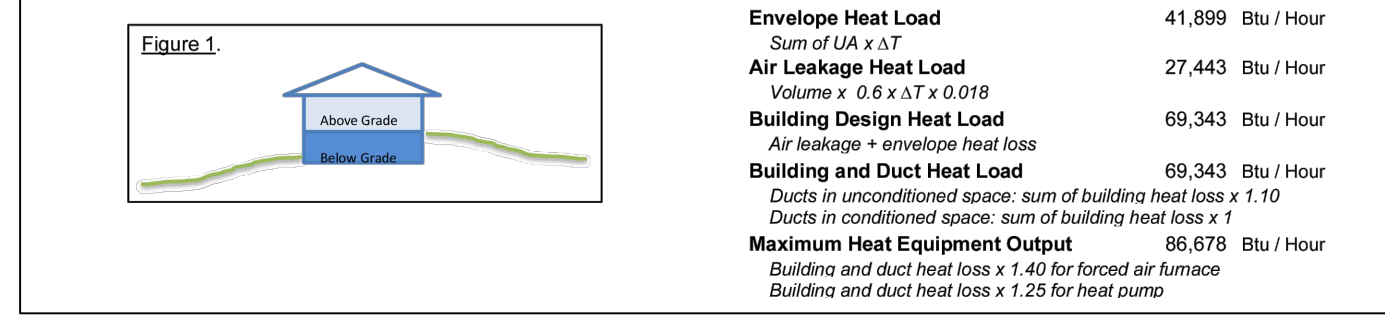 Figure 1.
Above Grade
Below Grade
Envelope Heat Load 41,899 Btu / Hour
Sum of UA x ∆T
Air Leakage Heat Load 27,443 Btu / Hour
Volume x 0.6 x ∆T x 0.018
Building Design Heat Load 69,343 Btu / Hour
Air leakage + envelope heat loss
Building and Duct Heat Load 69,343 Btu / Hour
Ducts in unconditioned space: sum of building heat loss x 1.10
Ducts in conditioned space: sum of building heat loss x 1
Maximum Heat Equipment Output 86,678 Btu / Hour
Building and duct heat loss x 1.40 for forced air furnace
Building and duct heat loss x 1.25 for heat pump